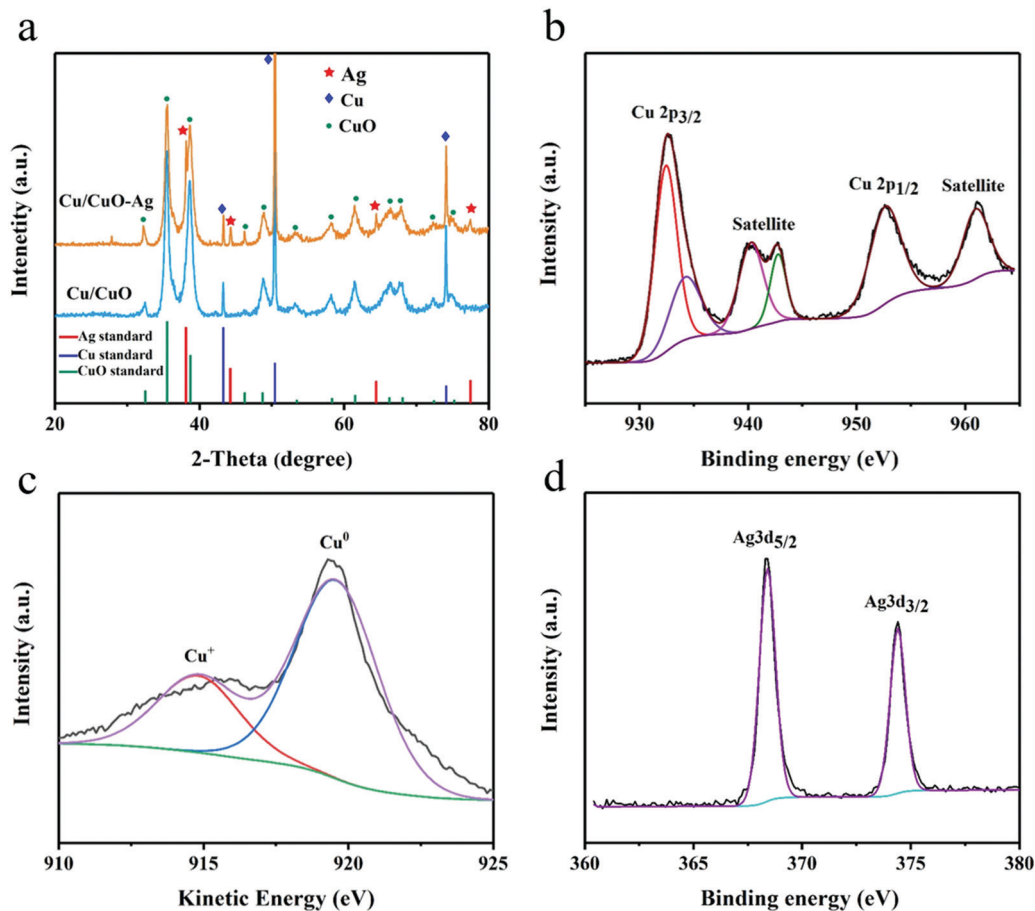 a
Intenetity (a.u.)
Ag
Cu
CuO
Cu/CuO-Ag
Cu/CuO
Ag standard
Cu standard
CuO standard
20 40 60 80
2-Theta (degree)
b
Intensity (a.u.)
Cu 2p3/2
Satellite
Cu 2p1/2
Satellite
930 940 950 960
Binding energy (eV)
c
Intensity (a.u.)
Cu+
Cu0
910 915 920 925
Kinetic Energy (eV)
d
Intensity (a.u.)
Ag3d5/2
Ag3d3/2
360 365 370 375 380
Binding energy (eV)